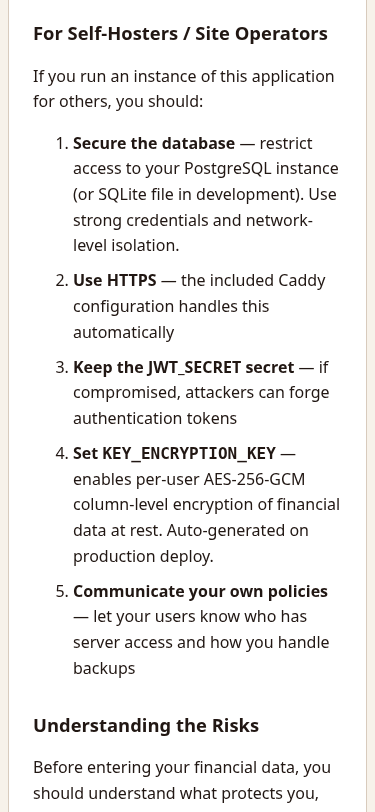 For Self-Hosters / Site Operators
If you run an instance of this application
for others, you should:
1. Secure the database — restrict
access to your PostgreSQL instance
(or SQLite file in development). Use
strong credentials and network-
level isolation.
2. Use HTTPS — the included Caddy
configuration handles this
automatically
3. Keep the JWT_SECRET secret — if
compromised, attackers can forge
authentication tokens
4. Set KEY_ENCRYPTION_KEY —
enables per-user AES-256-GCM
column-level encryption of financial
data at rest. Auto-generated on
production deploy.
5. Communicate your own policies
— let your users know who has
server access and how you handle
backups
Understanding the Risks
Before entering your financial data, you
should understand what protects you,